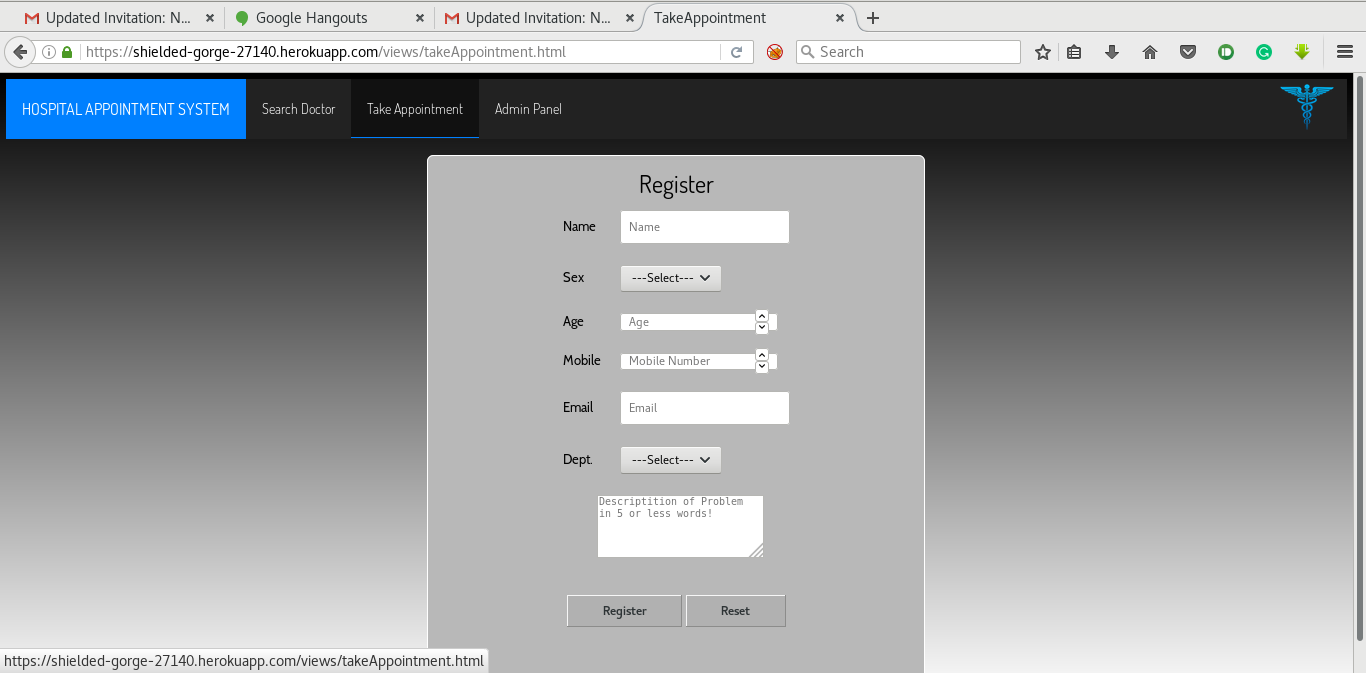 Updated Invitation: N...
Google Hangouts
Updated Invitation: N...
TakeAppointment
https://shielded-gorge-27140.herokuapp.com/views/takeAppointment.html
Search
HOSPITAL APPOINTMENT SYSTEM
Search Doctor
Take Appointment
Admin Panel
Register
Name
Name
Sex
---Select---
Age
Age
Mobile
Mobile Number
Email
Email
Dept.
---Select---
Descriptition of Problem
in 5 or less words!
Register
Reset
https://shielded-gorge-27140.herokuapp.com/views/takeAppointment.html